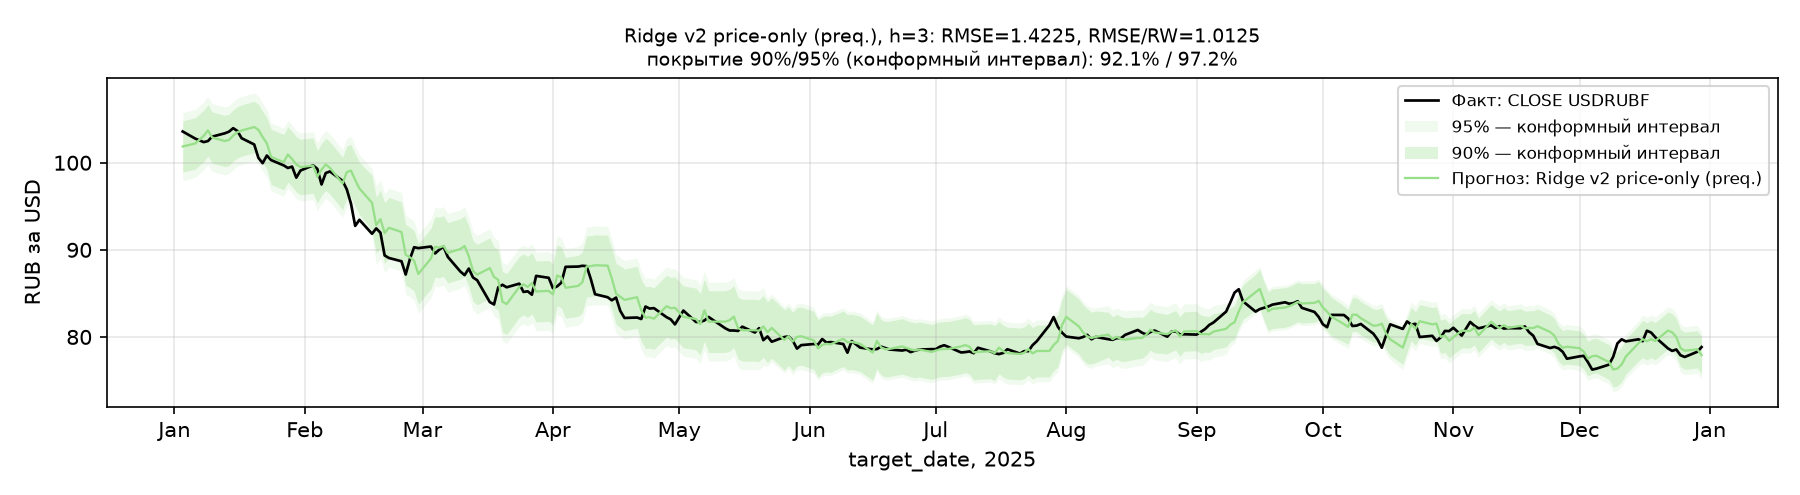 Ridge v2 price-only (preq.), h=3: RMSE=1.4225, RMSE/RW=1.0125
покрытие 90%/95% (конформный интервал): 92.1% / 97.2%
Факт: CLOSE USDRUBF
95% — конформный интервал
90% — конформный интервал
Прогноз: Ridge v2 price-only (preq.)
RUB за USD
100
90
80
Jan Feb Mar Apr May Jun Jul Aug Sep Oct Nov Dec Jan
target_date, 2025